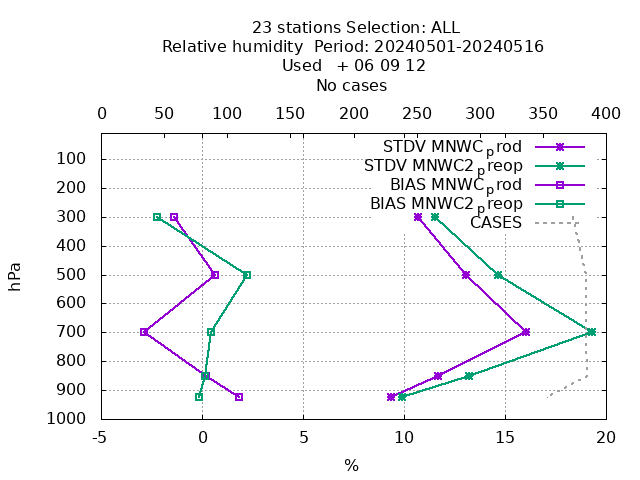 23 stations Selection: ALL
Relative humidity  Period: 20240501-20240516
Used   + 06 09 12
No cases
0 50 100 150 200 250 300 350 400
STDV MNWC_prod
STDV MNWC2_preop
BIAS MNWC_prod
BIAS MNWC2_preop
CASES
hPa
100
200
300
400
500
600
700
800
900
1000
-5 0 5 10 15 20
%